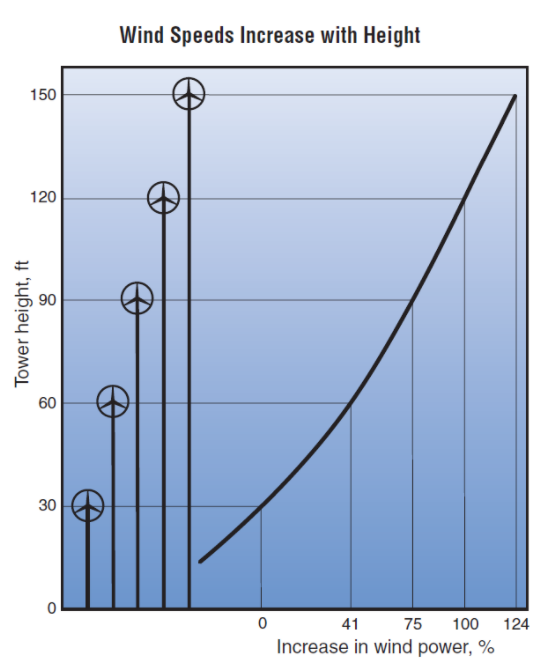 Wind Speeds Increase with Height
150
120
90
60
30
0
Tower height, ft
0 41 75 100 124
Increase in wind power, %